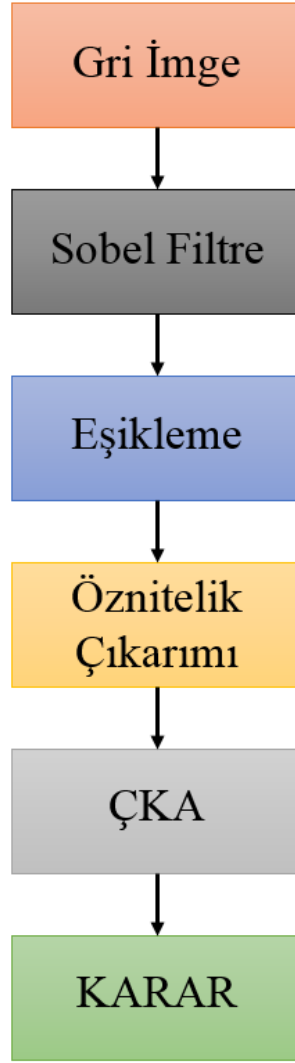 Gri İmge
Sobel Filtre
Eşikleme
Öznitelik
Çıkarımı
ÇKA
KARAR